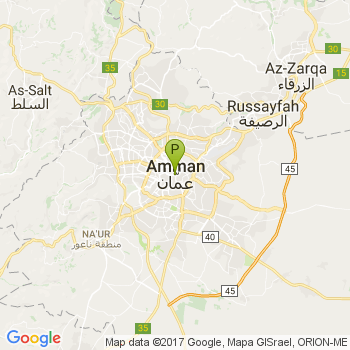 35
30
Az-Zarqa
الزرقاء
As-Salt
السلط
30
Russayfah
الرصيفة
P
Amman
عمان
45
NA'UR
منطقة ناعور
40
45
35
Google
Map data ©2017 Google, Mapa GISrael, ORION-ME